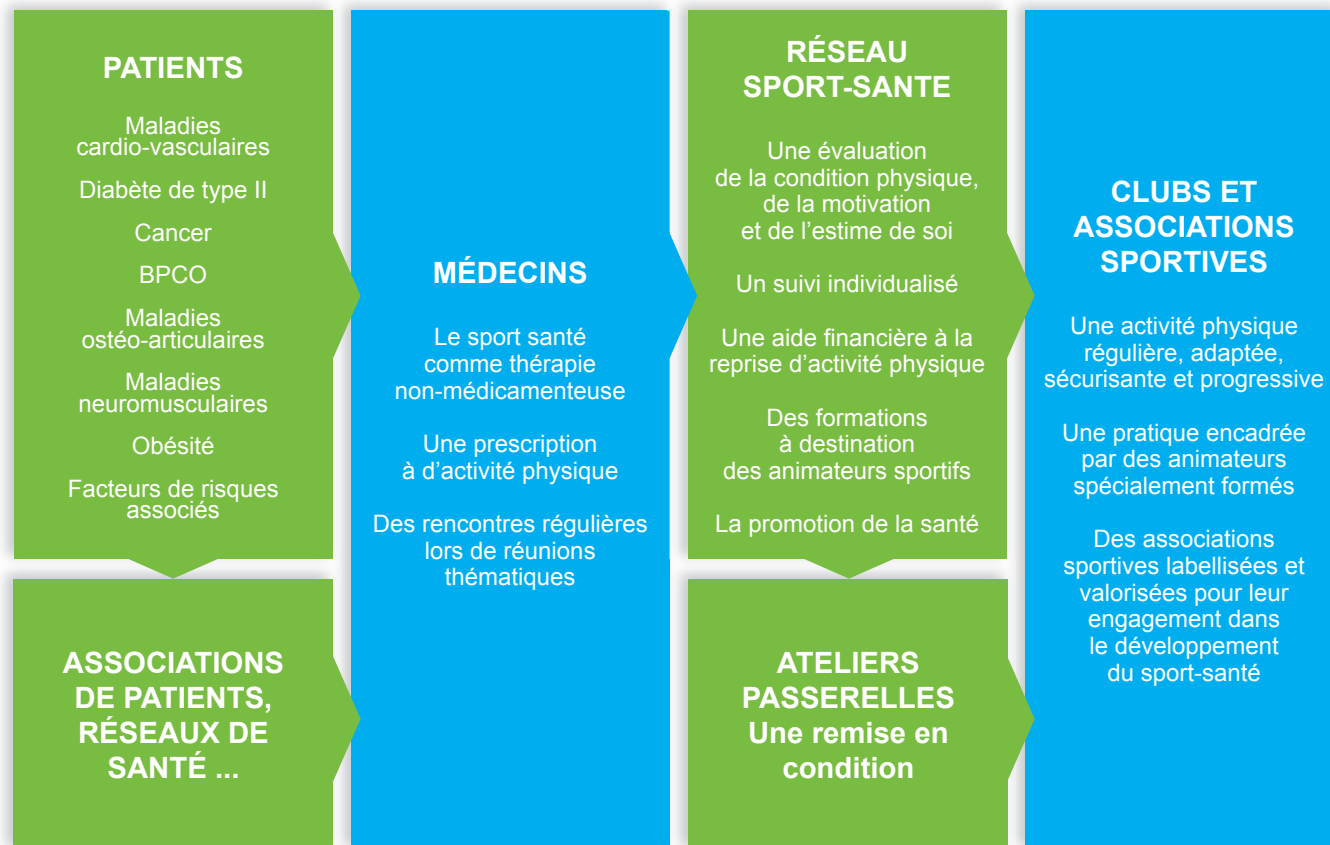 PATIENTS
Maladies
cardio-vasculaires
Diabète de type II
Cancer
BPCO
Maladies
ostéo-articulaires
Maladies
neuromusculaires
Obésité
Facteurs de risques
associés
ASSOCIATIONS
DE PATIENTS,
RÉSEAUX DE
SANTÉ ...
MÉDECINS
Le sport santé
comme thérapie
non-médicamenteuse
Une prescription
à d’activité physique
Des rencontres régulières
lors de réunions
thématiques
RÉSEAU
SPORT-SANTE
Une évaluation
de la condition physique,
de la motivation
et de l’estime de soi
Un suivi individualisé
Une aide financière à la
reprise d’activité physique
Des formations
à destination
des animateurs sportifs
La promotion de la santé
ATELIERS
PASSERELLES
Une remise en
condition
CLUBS ET
ASSOCIATIONS
SPORTIVES
Une activité physique
régulière, adaptée,
sécurisante et progressive
Une pratique encadrée
par des animateurs
spécialement formés
Des associations
sportives labellisées et
valorisées pour leur
engagement dans
le développement
du sport-santé